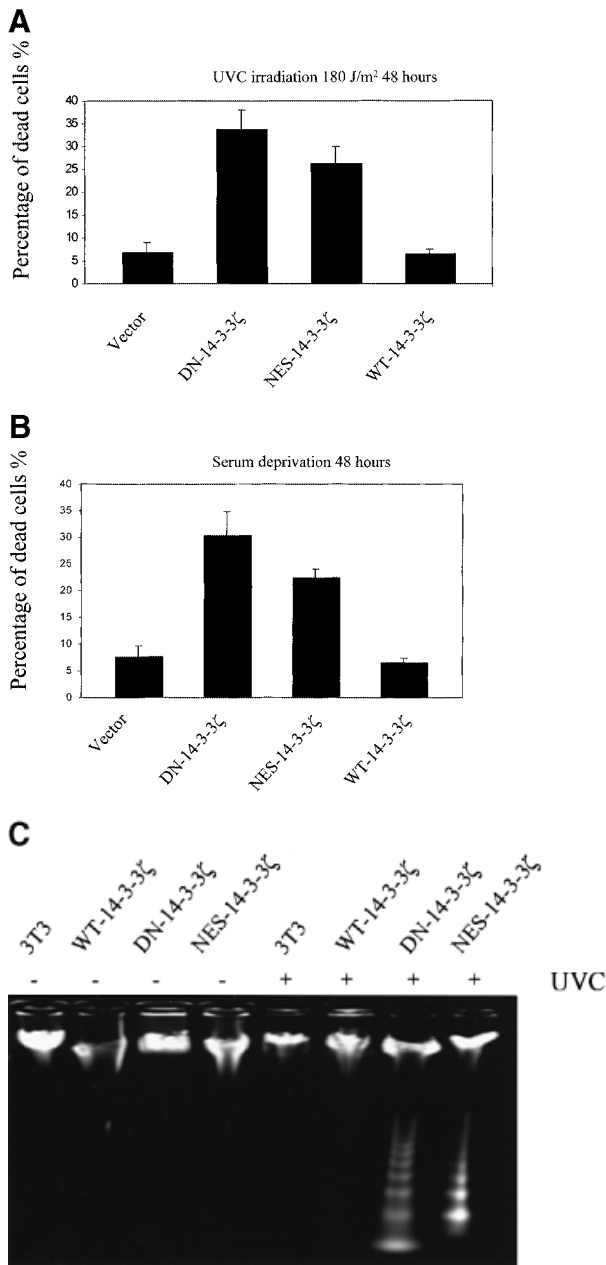 A
Percentage of dead cells %
UVC irradiation 180 J/m² 48 hours
40
35
30
25
20
15
10
5
0
Vector
DN-14-3-3ζ
NES-14-3-3ζ
WT-14-3-3ζ
B
Percentage of dead cells %
Serum deprivation 48 hours
40
35
30
25
20
15
10
5
0
Vector
DN-14-3-3ζ
NES-14-3-3ζ
WT-14-3-3ζ
C
3T3
WT-14-3-3ζ
DN-14-3-3ζ
NES-14-3-3ζ
3T3
WT-14-3-3ζ
DN-14-3-3ζ
NES-14-3-3ζ
- - - - + + + + UVC